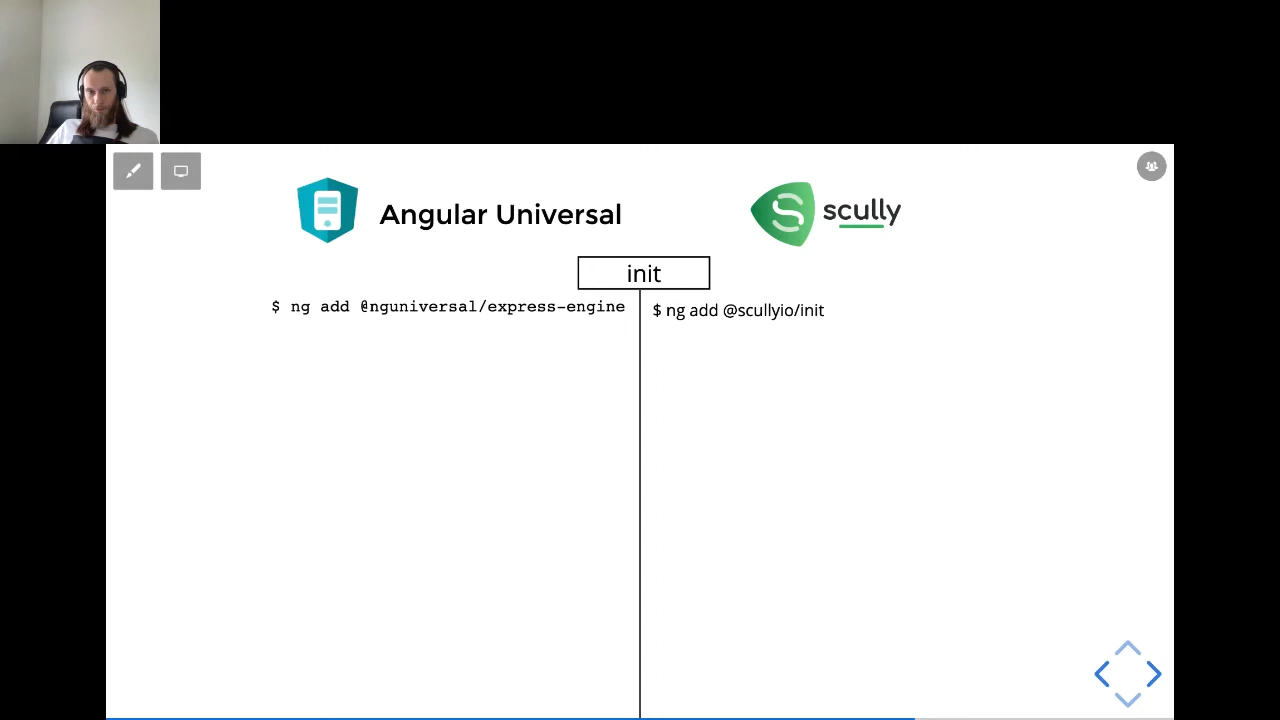 Angular Universal
scully
init
$ ng add @nguniversal/express-engine
$ ng add @scullyio/init